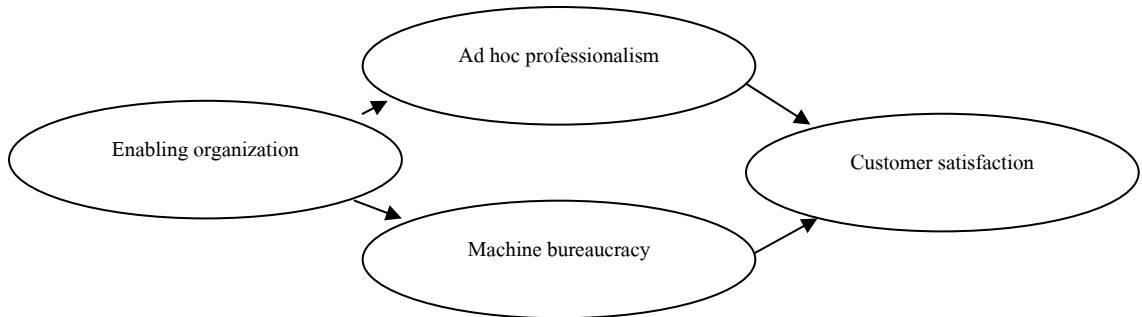 Ad hoc professionalism
Enabling organization
Customer satisfaction
Machine bureaucracy